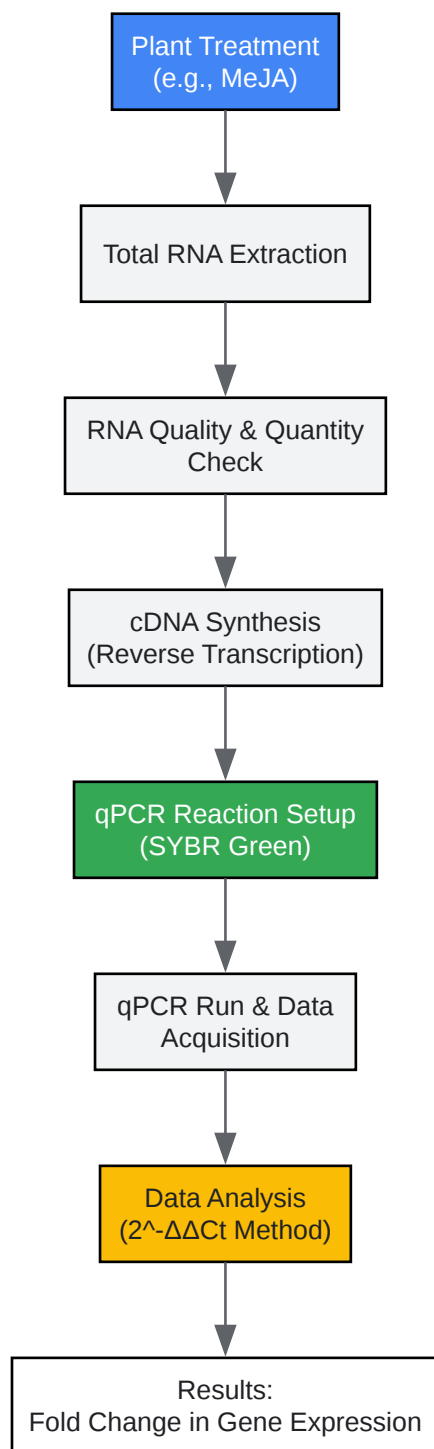 Plant Treatment
(e.g., MeJA)
Total RNA Extraction
RNA Quality & Quantity
Check
cDNA Synthesis
(Reverse Transcription)
qPCR Reaction Setup
(SYBR Green)
qPCR Run & Data
Acquisition
Data Analysis
(2^-ΔΔCt Method)
Results:
Fold Change in Gene Expression